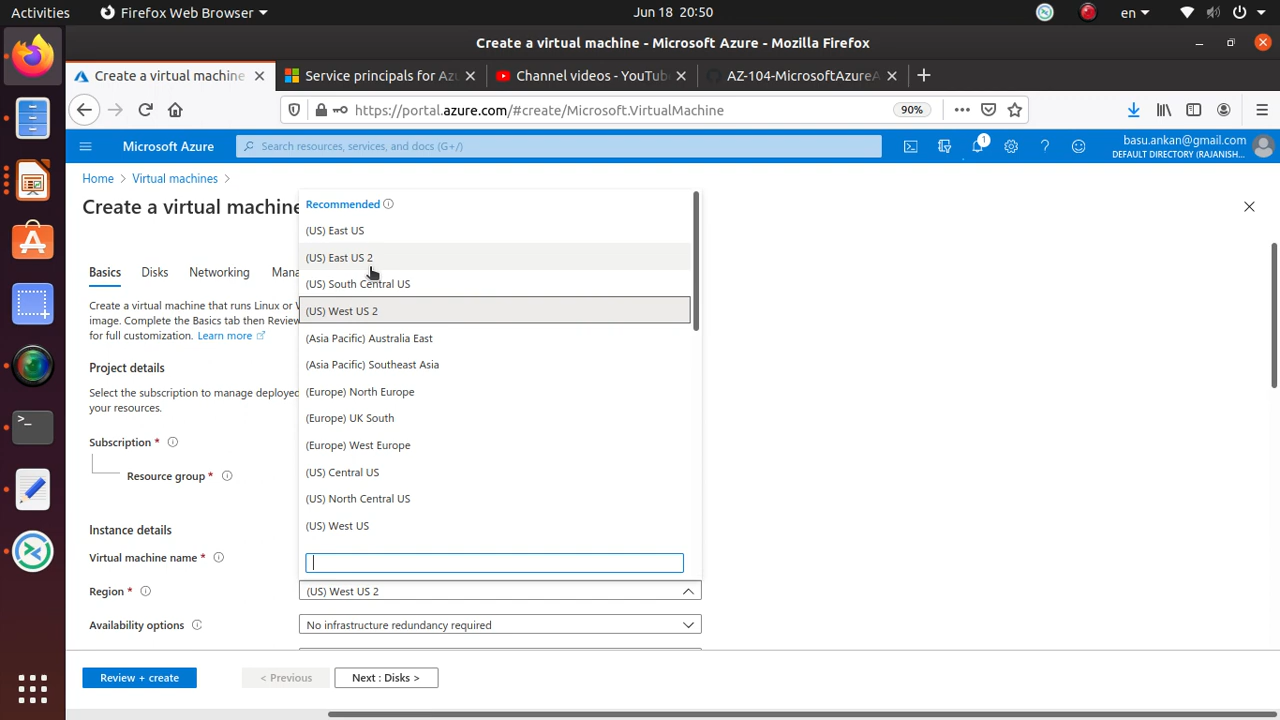 Activities
Firefox Web Browser
Jun 18 20:50
en
Create a virtual machine - Microsoft Azure - Mozilla Firefox
Create a virtual machine
Service principals for Az
Channel videos - YouTub
AZ-104-MicrosoftAzureA
https://portal.azure.com/#create/Microsoft.VirtualMachine
90%
Microsoft Azure
Search resources, services, and docs (G+/)
1
basu.ankan@gmail.com
DEFAULT DIRECTORY (RAJANISH...
Home > Virtual machines >
Create a virtual machine
Basics
Disks
Networking
Mana
Create a virtual machine that runs Linux or W
image. Complete the Basics tab then Review
for full customization. Learn more
Project details
Select the subscription to manage deployed
your resources.
Subscription *
Resource group *
Instance details
Virtual machine name *
Region *
Availability options
Recommended
(US) East US
(US) East US 2
(US) South Central US
(US) West US 2
(Asia Pacific) Australia East
(Asia Pacific) Southeast Asia
(Europe) North Europe
(Europe) UK South
(Europe) West Europe
(US) Central US
(US) North Central US
(US) West US
(US) West US 2
No infrastructure redundancy required
Review + create
< Previous
Next : Disks >